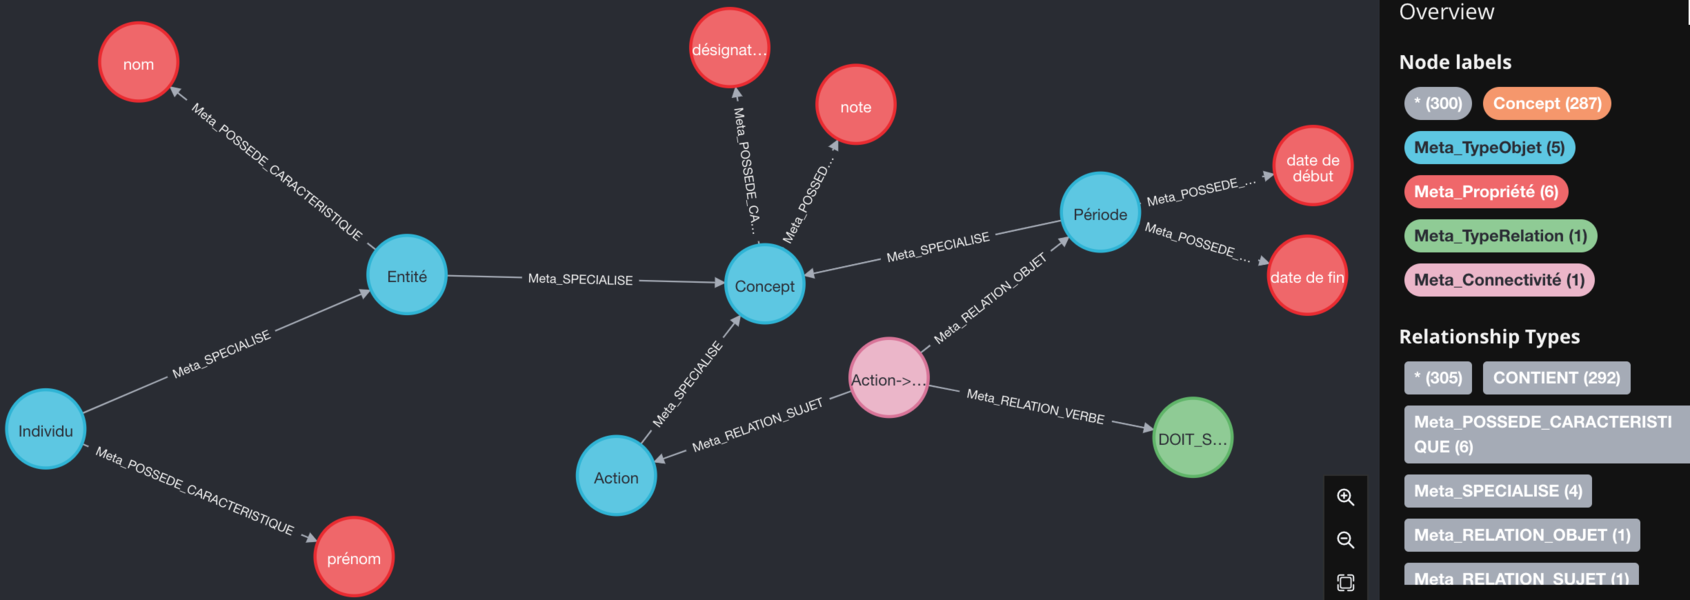 nom
Meta_POSSEDE_CARACTERISTIQUE
Entité
Meta_SPECIALISE
Meta_SPECIALISE
Individu
Meta_POSSEDE_CARACTERISTIQUE
prénom
désignat...
note
Meta_POSSEDE_CA...
Meta_POSSED...
Concept
Meta_SPECIALISE
Période
Meta_POSSEDE_...
date de
début
Meta_POSSEDE_...
date de fin
Meta_RELATION_OBJET
Meta_SPECIALISE
Action->...
Meta_RELATION_SUJET
Meta_RELATION_VERBE
Action
DOIT_S...
Overview
Node labels
* (300)
Concept (287)
Meta_TypeObjet (5)
Meta_Propriété (6)
Meta_TypeRelation (1)
Meta_Connectivité (1)
Relationship Types
* (305)
CONTIENT (292)
Meta_POSSEDE_CARACTERISTI
QUE (6)
Meta_SPECIALISE (4)
Meta_RELATION_OBJET (1)
Meta_RELATION_SUJET (1)